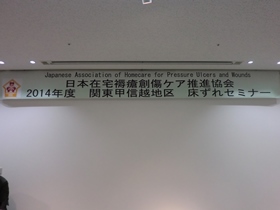 Japanese Association of Homecare for Pressure Ulcers and Wounds
日本在宅褥瘡創傷ケア推進協会
2014年度　関東甲信越地区　床ずれセミナー